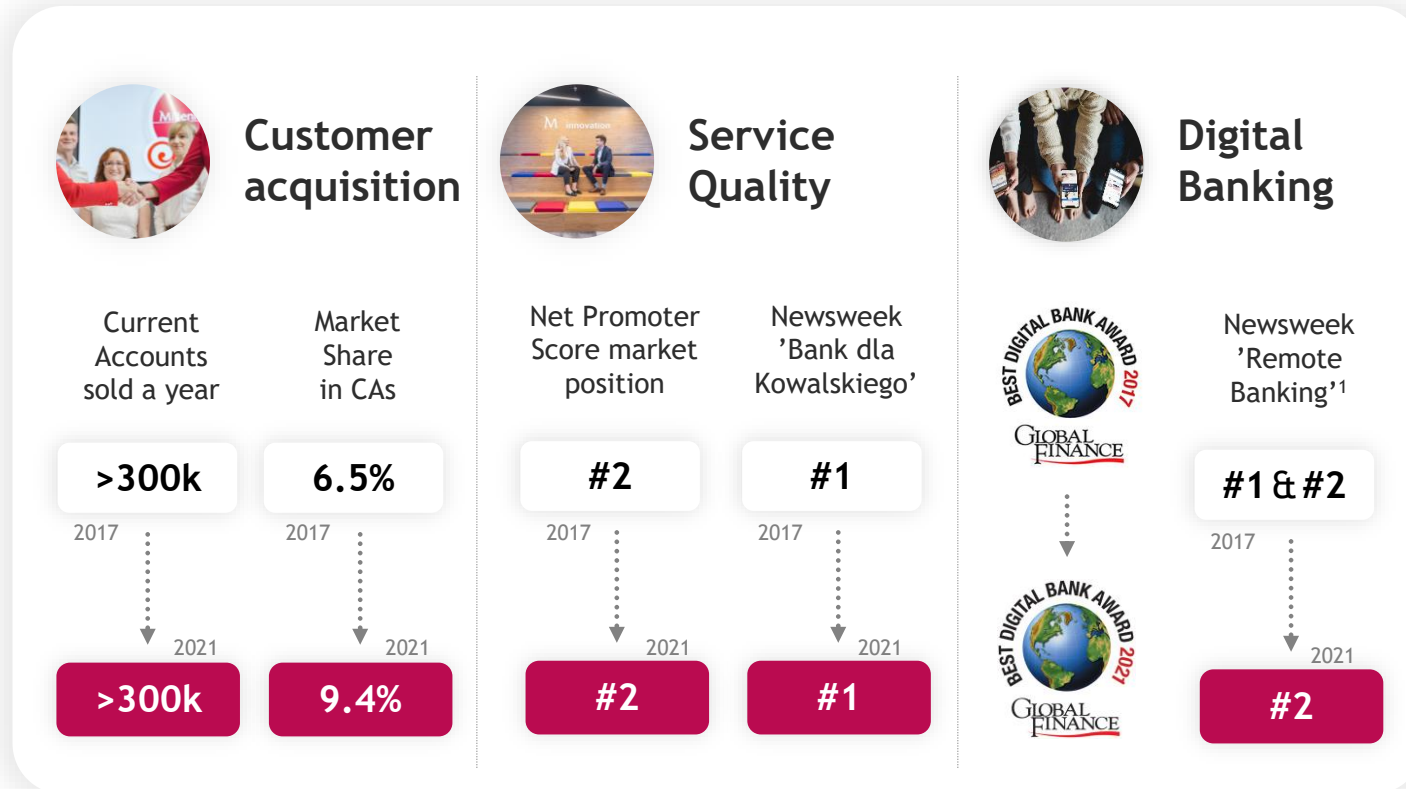 Customer
acquisition
Current
Accounts
sold a year
>300k
2017
2021
>300k
Market
Share
in CAs
6.5%
2017
2021
9.4%
M innovation
Service
Quality
Net Promoter
Score market
position
#2
2017
2021
#2
Newsweek
’Bank dla
Kowalskiego’
#1
2017
2021
#1
Digital
Banking
BEST DIGITAL BANK AWARD 2017
GLOBAL
FINANCE
BEST DIGITAL BANK AWARD 2021
GLOBAL
FINANCE
Newsweek
’Remote
Banking’¹
#1 & #2
2017
2021
#2